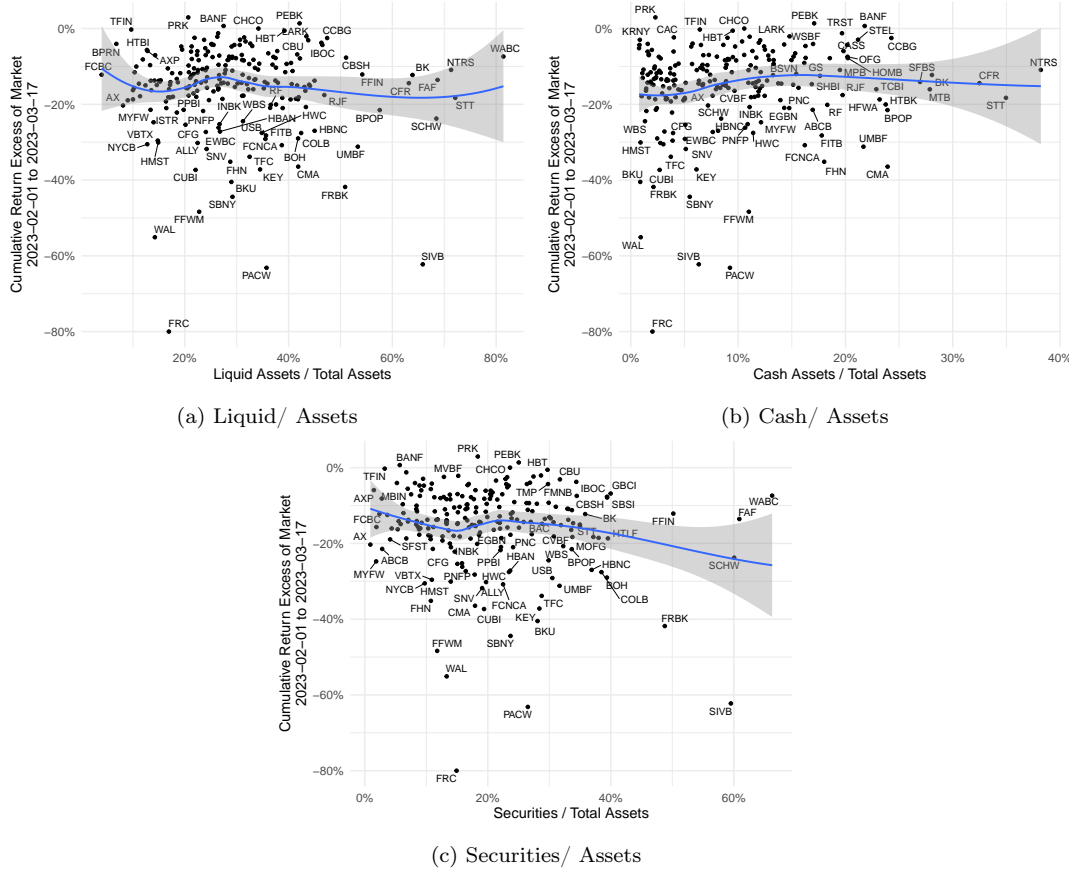 Cumulative Return Excess of Market
2023−02−01 to 2023−03−17
0%
−20%
−40%
−60%
−80%
TFIN
PRK
BANF
CHCO
PEBK
LARK
CCBG
BPRN
HTBI
HBT
CBU
IBOC
WABC
FCBC
AXP
CBSH
NTRS
BK
FFIN
CFR
FAF
STT
AX
RF
RJF
PPBI
INBK
WBS
HWC
BPOP
SCHW
MYFW
ISTR
PNFP
USB
HBAN
VBTX
CFG
EWBC
FITB
HBNC
NYCB
ALLY
FCNCA
COLB
UMBF
HMST
SNV
TFC
BOH
CUBI
FHN
KEY
CMA
BKU
FRBK
SBNY
FFWM
WAL
PACW
SIVB
FRC
20%
40%
60%
80%
Liquid Assets / Total Assets
(a) Liquid/ Assets
Cumulative Return Excess of Market
2023−02−01 to 2023−03−17
0%
−20%
−40%
−60%
−80%
PRK
TFIN
CHCO
PEBK
BANF
KRNY
CAC
HBT
LARK
WSBF
TRST
STEL
CCBG
CASS
OFG
BSVN
GS
MPB
HOMB
SFBS
NTRS
AX
SHBI
RJF
TCBI
BK
CFR
CVBF
PNC
MTB
STT
SCHW
INBK
EGBN
RF
HFWA
HTBK
WBS
CPG
HBNC
MYFW
ABCB
BPOP
HMST
EWBC
PNFP
HWC
FITB
UMBF
SNV
FCNCA
TFC
FHN
CMA
BKU
CUBI
KEY
FRBK
SBNY
FFWM
WAL
SIVB
PACW
FRC
0%
10%
20%
30%
40%
Cash Assets / Total Assets
(b) Cash/ Assets
Cumulative Return Excess of Market
2023−02−01 to 2023−03−17
0%
−20%
−40%
−60%
−80%
PRK
PEBK
BANF
TFIN
MVBF
CHCO
HBT
CBU
AXP
MBIN
TMP
FMNB
IBOC
GBCI
CBSH
SBSI
WABC
FCBC
BK
FFIN
FAF
BAC
STT
HTLF
AX
SFST
EGBN
PNC
CVBF
MYFW
ABCB
INBK
PPBI
WBS
MOFG
SCHW
CFG
HBAN
BPOP
HBNC
VBTX
PNFP
HWC
USB
NYCB
HMST
ALLY
UMBF
BOH
FHN
SNV
FCNCA
TFC
COLB
CMA
CUBI
KEY
BKU
FRBK
SBNY
FFWM
WAL
PACW
SIVB
FRC
0%
20%
40%
60%
Securities / Total Assets
(c) Securities/ Assets